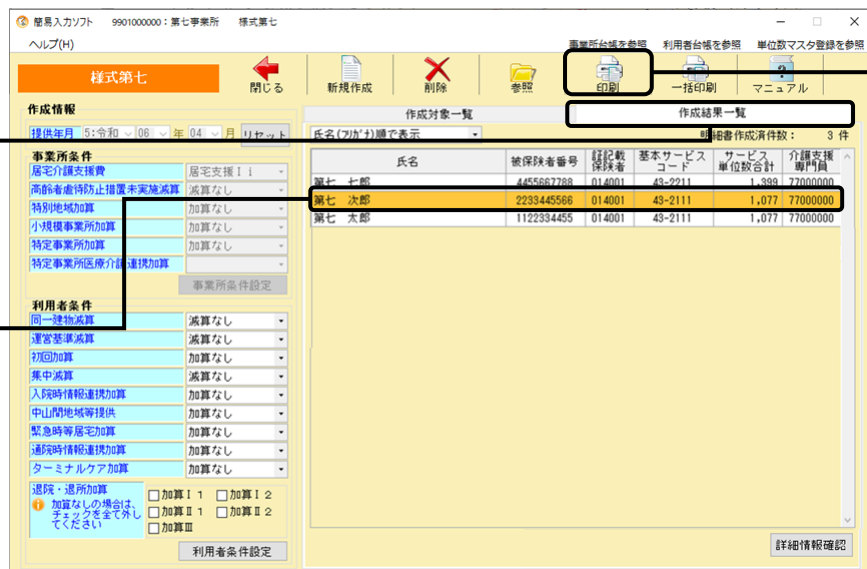 簡易入力ソフト 9901000000：第七事業所 様式第七
ヘルプ(H) 事業所台帳を参照 利用者台帳を参照 単位数マスタ登録を参照
様式第七 閉じる 新規作成 削除 参照 印刷 一括印刷 マニュアル
作成情報 作成対象一覧 作成結果一覧
提供年月 5:令和 06 年 04 月 リセット 氏名(フリガナ)順で表示 明細書作成済件数： 3 件
事業所条件
居宅介護支援費 居宅支援Ⅰi
高齢者虐待防止措置未実施減算 減算なし
特別地域加算 加算なし
小規模事業所加算 加算なし
特定事業所加算 加算なし
特定事業所医療介護連携加算
事業所条件設定
利用者条件
同一建物減算 減算なし
運営基準減算 減算なし
初回加算 加算なし
集中減算 減算なし
入院時情報連携加算 加算なし
中山間地域等提供 加算なし
緊急時等居宅加算 加算なし
通院時情報連携加算 加算なし
ターミナルケア加算 加算なし
退院・退所加算
加算なしの場合は、
チェックを全て外し
てください
加算Ⅰ１ 加算Ⅰ２
加算Ⅱ１ 加算Ⅱ２
加算Ⅲ
利用者条件設定
氏名 被保険者番号 証記載保険者 基本サービスコード サービス単位数合計 介護支援専門員
第七 七郎 4455667788 014001 43-2211 1,399 77000000
第七 次郎 2233445566 014001 43-2111 1,077 77000000
第七 太郎 1122334455 014001 43-2111 1,077 77000000
詳細情報確認